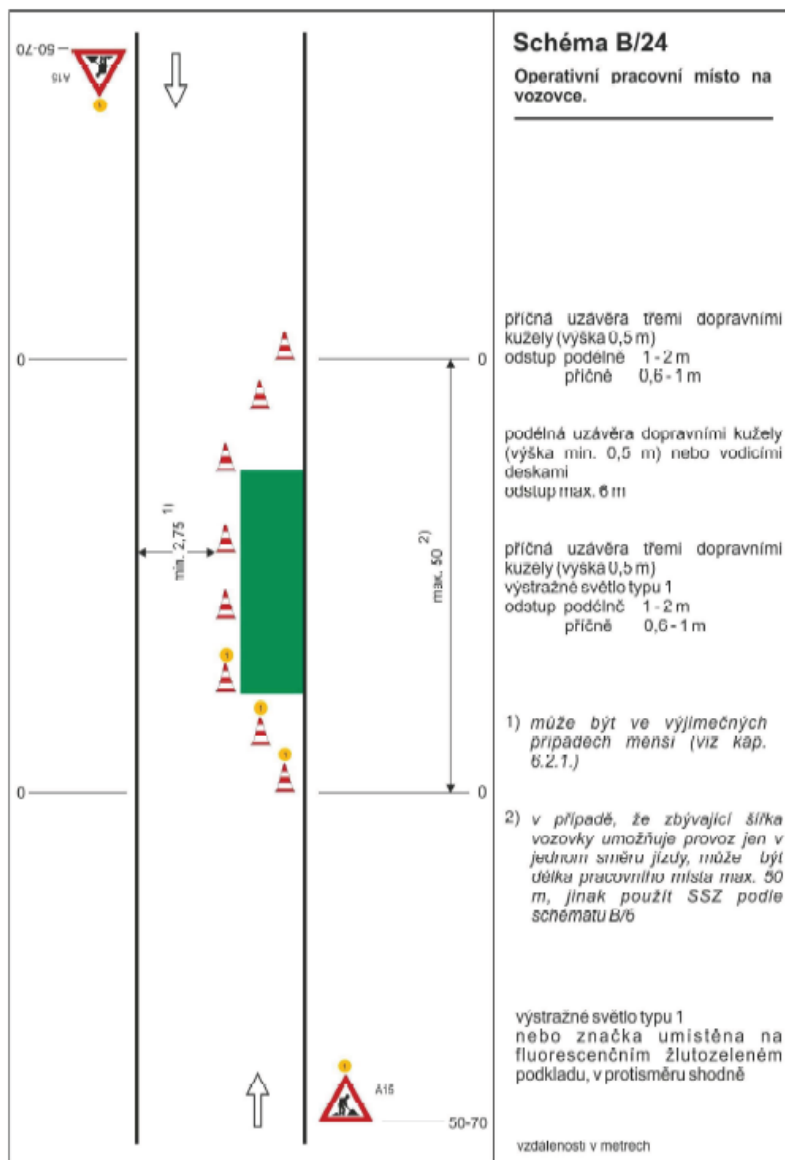 50-70
A15
1
Schéma B/24
Operativní pracovní místo na
vozovce.
příčná uzávěra třemi dopravními
kužely (výška 0,5 m)
odstup podélně 1-2 m
příčně 0,6-1 m
0
0
podélná uzávěra dopravními kužely
(výška min. 0,5 m) nebo vodicími
deskami
odstup max. 6 m
min. 2,75 1)
max. 50 2)
příčná uzávěra třemi dopravními
kužely (výška 0,5 m)
výstražné světlo typu 1
odstup podélně 1-2 m
příčně 0,6-1 m
1
1
1
0
0
1) může být ve výjimečných
případech menší (viz kap.
6.2.1.)
2) v případě, že zbývající šířka
vozovky umožňuje provoz jen v
jednom směru jízdy, může být
délka pracovního místa max. 50
m, jinak použít SSZ podle
schématu B/6
výstražné světlo typu 1
nebo značka umístěna na
fluorescenčním žlutozeleném
podkladu, v protisměru shodně
1
A15
50-70
vzdálenosti v metrech